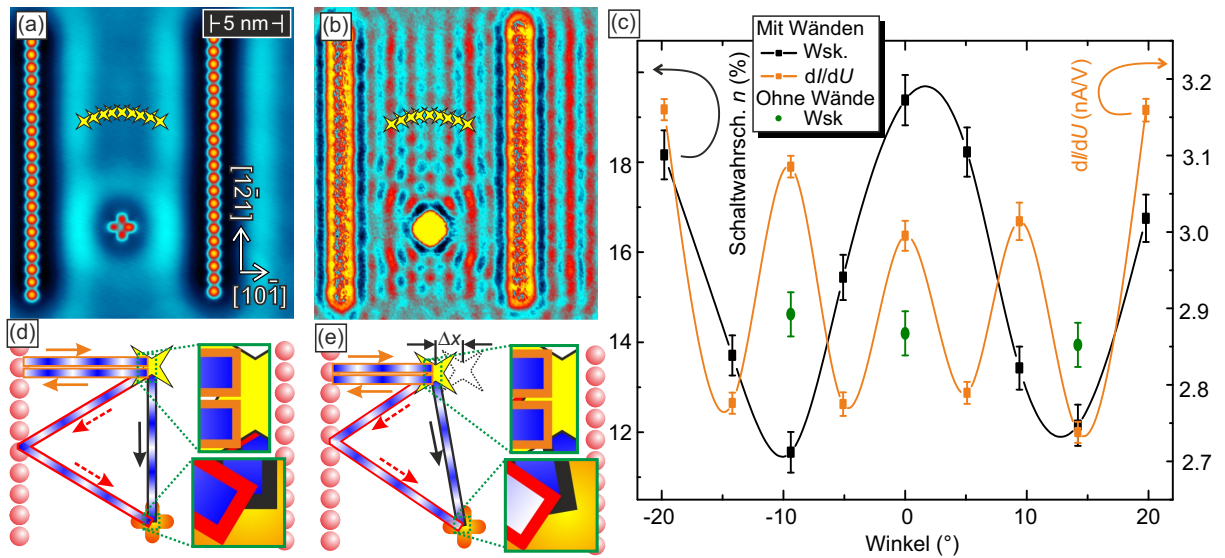 (a)
5 nm
[12̄1]
[101̄]
(b)
(c)
Schaltwahrsch. n (%)
18
16
14
12
Mit Wänden
Wsk.
dI/dU
Ohne Wände
Wsk
dI/dU (nA/V)
3.2
3.1
3.0
2.9
2.8
2.7
-20
-10
0
10
20
Winkel (°)
(d)
(e)
Δx